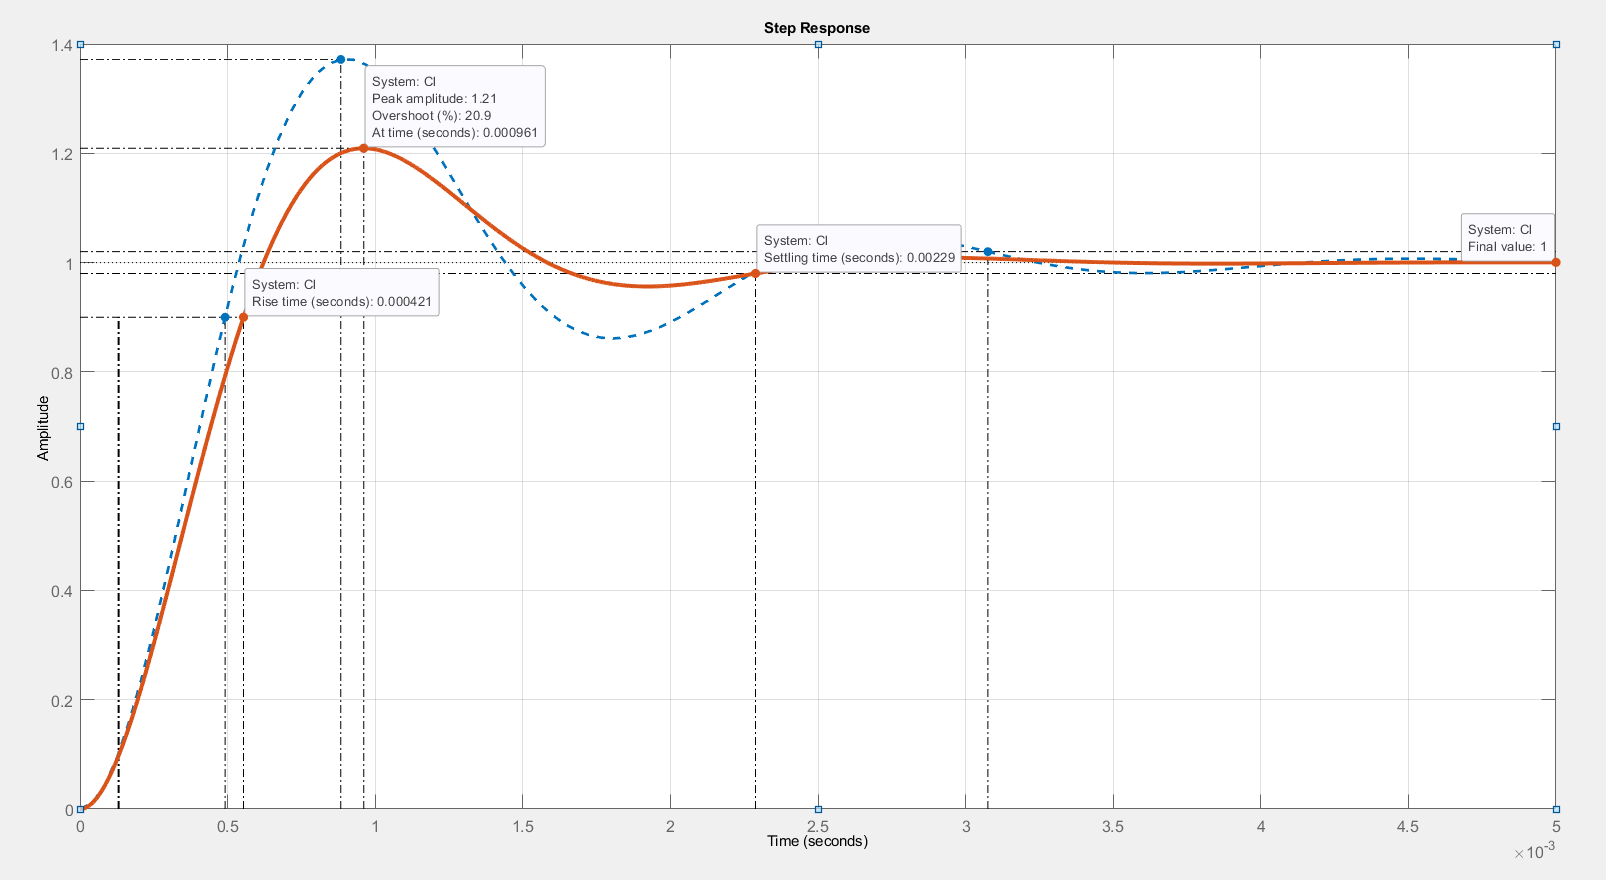 Step Response
1.4
System: Cl
Peak amplitude: 1.21
Overshoot (%): 20.9
At time (seconds): 0.000961
1.2
System: Cl
Settling time (seconds): 0.00229
System: Cl
Final value: 1
1
System: Cl
Rise time (seconds): 0.000421
0.8
Amplitude
0.6
0.4
0.2
0
0 0.5 1 1.5 2 2.5 3 3.5 4 4.5 5
Time (seconds)
×10⁻³